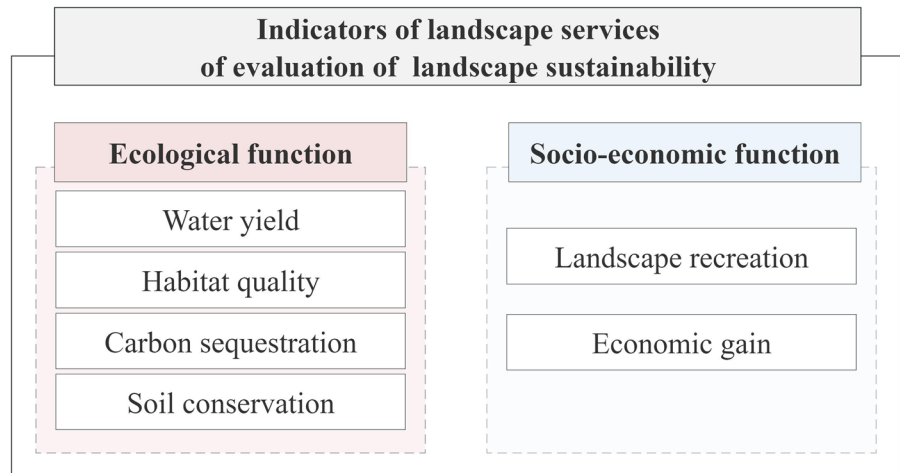 Indicators of landscape services
of evaluation of landscape sustainability
Ecological function
Water yield
Habitat quality
Carbon sequestration
Soil conservation
Socio-economic function
Landscape recreation
Economic gain